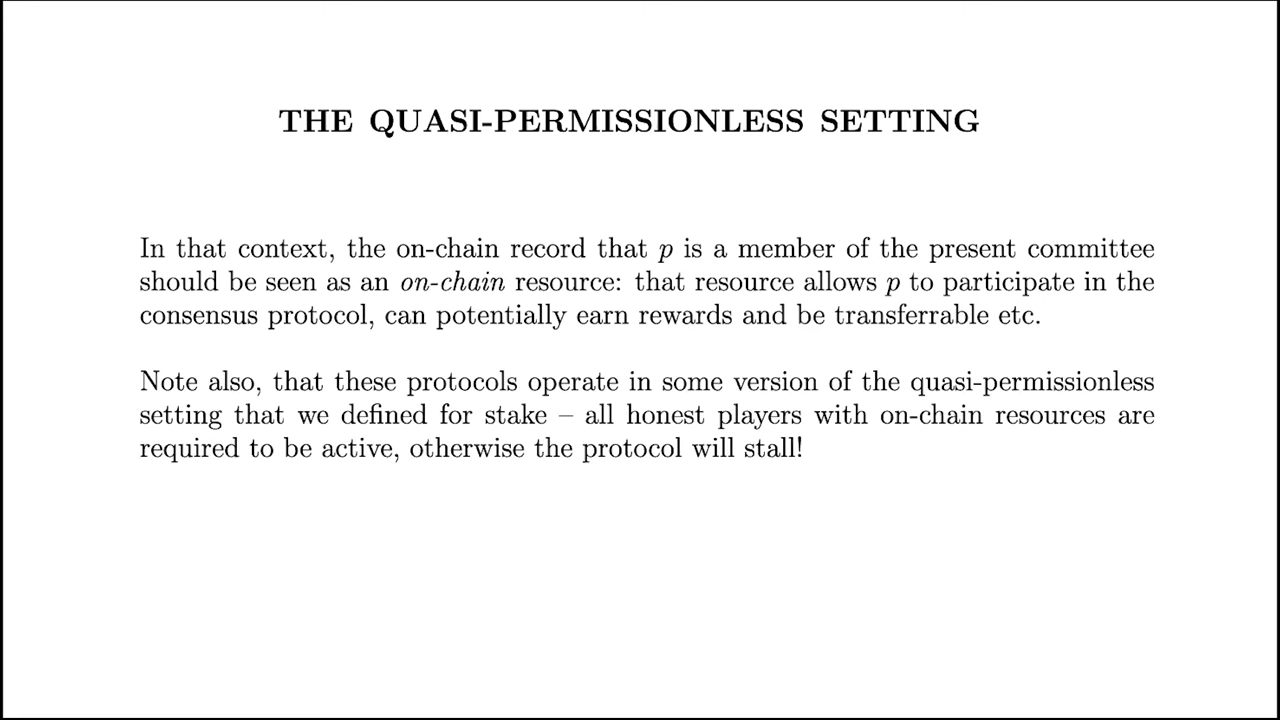 THE QUASI-PERMISSIONLESS SETTING
In that context, the on-chain record that p is a member of the present committee
should be seen as an on-chain resource: that resource allows p to participate in the
consensus protocol, can potentially earn rewards and be transferrable etc.
Note also, that these protocols operate in some version of the quasi-permissionless
setting that we defined for stake – all honest players with on-chain resources are
required to be active, otherwise the protocol will stall!